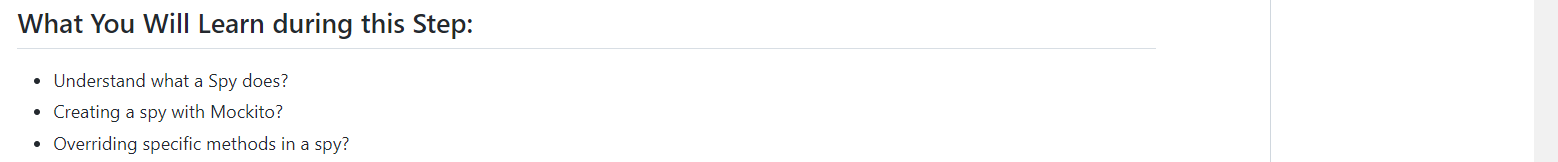 What You Will Learn during this Step:
Understand what a Spy does?
Creating a spy with Mockito?
Overriding specific methods in a spy?